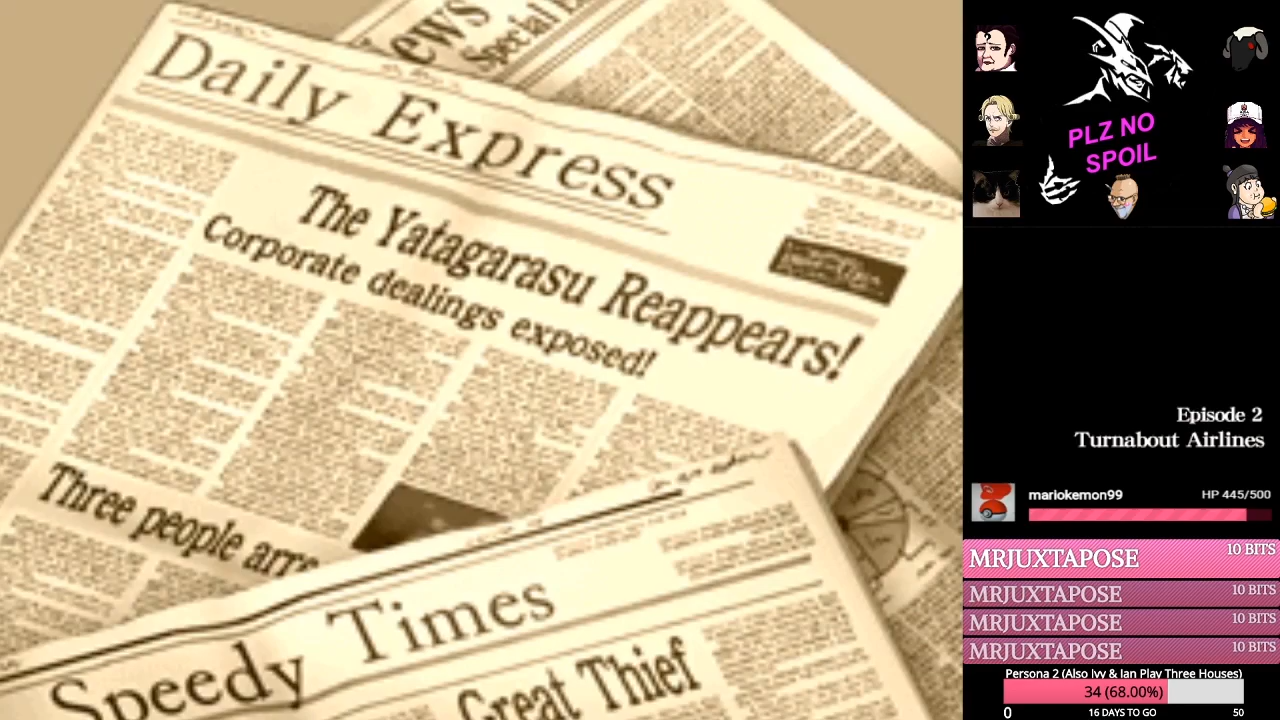 ews
Special E
Daily Express
The Yatagarasu Reappears!
Corporate dealings exposed!
Three people arre
Speedy Times
Great Thief
PLZ NO
SPOIL
Episode 2
Turnabout Airlines
mariokemon99 HP 445/500
MRJUXTAPOSE 10 BITS
MRJUXTAPOSE 10 BITS
MRJUXTAPOSE 10 BITS
MRJUXTAPOSE 10 BITS
Persona 2 (Also Ivy & Ian Play Three Houses)
34 (68.00%)
0 16 DAYS TO GO 50